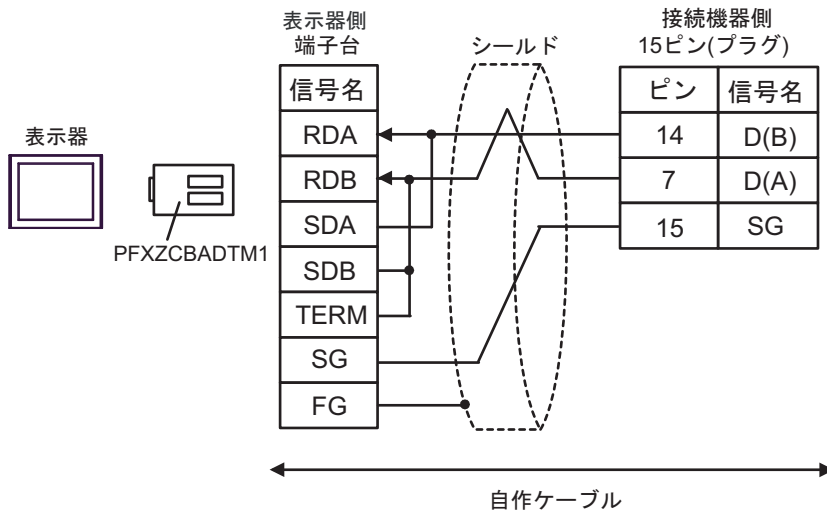 表示器側
端子台
シールド
接続機器側
15ピン(プラグ)
表示器
PFXZCBADTM1
信号名
RDA
RDB
SDA
SDB
TERM
SG
FG
ピン 信号名
14 D(B)
7 D(A)
15 SG
自作ケーブル